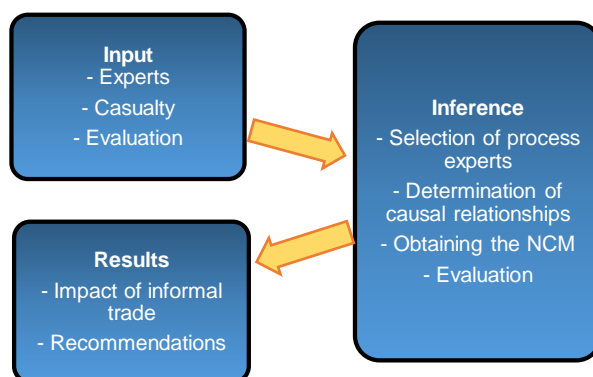 Input
- Experts
- Casualty
- Evaluation
Inference
- Selection of process
experts
- Determination of
causal relationships
- Obtaining the NCM
- Evaluation
Results
- Impact of informal
trade
- Recommendations